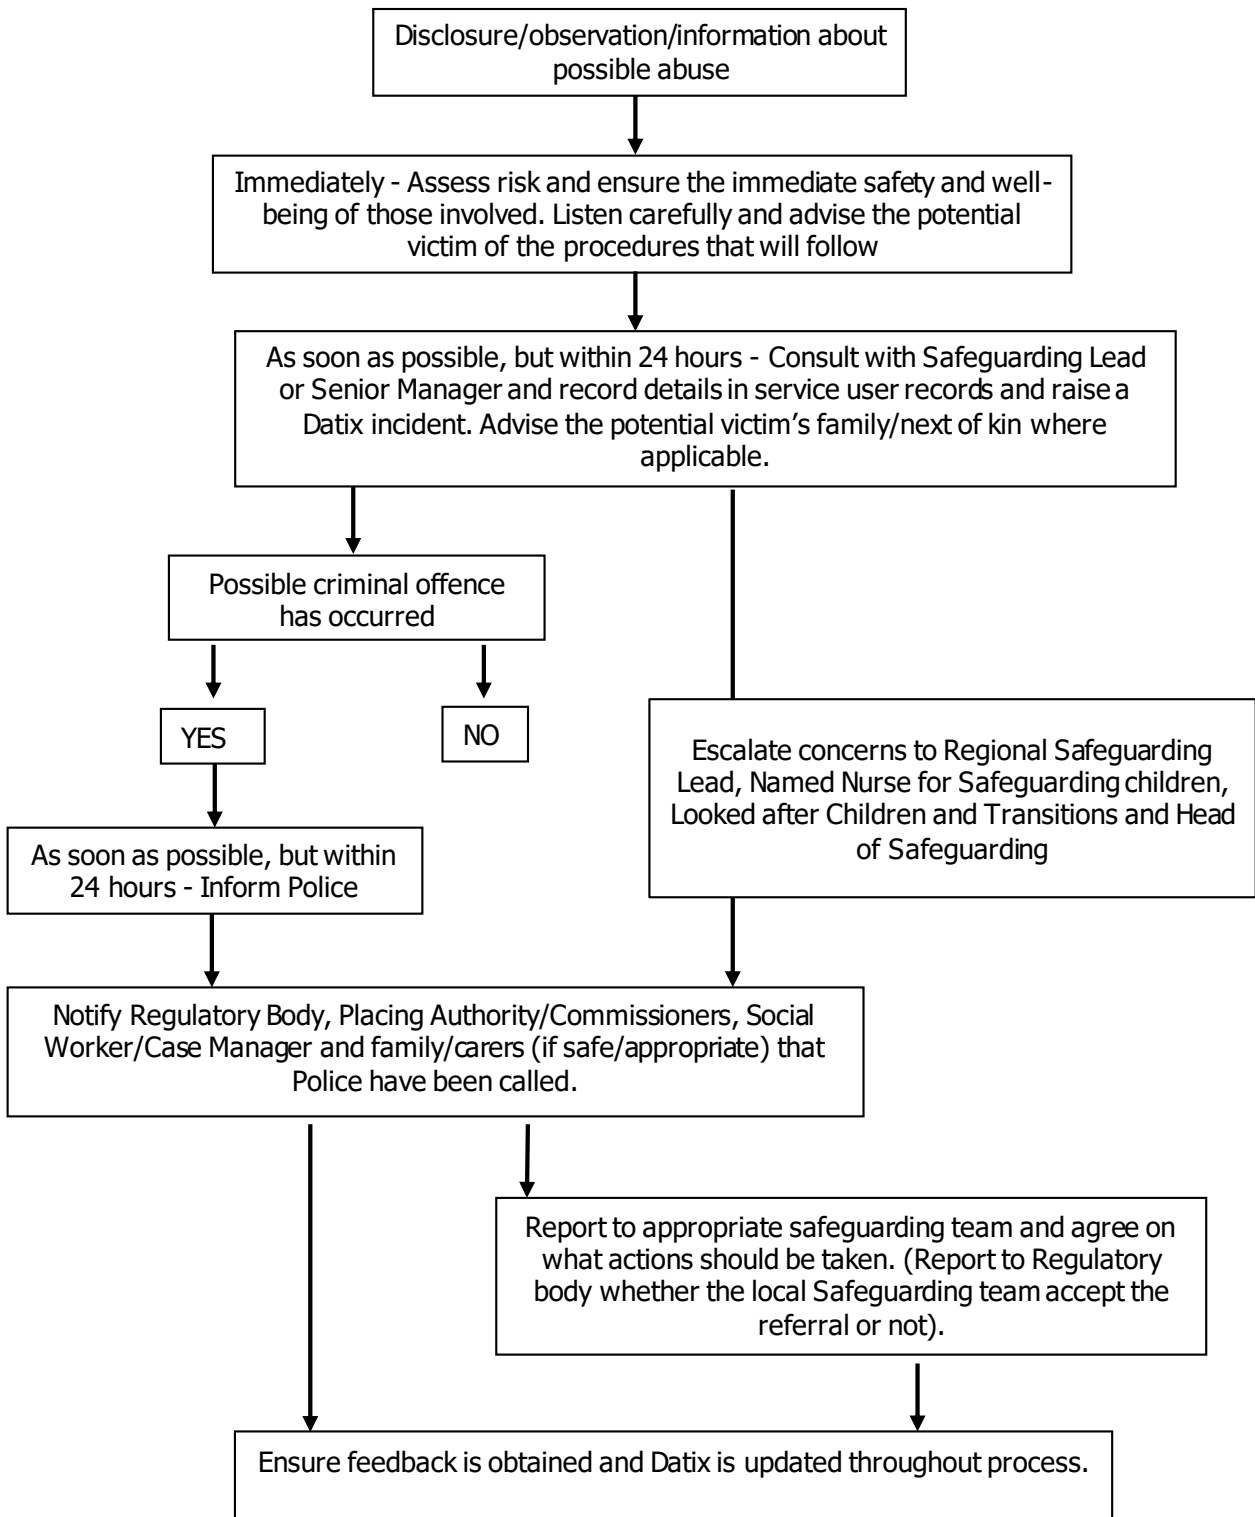 Disclosure/observation/information about
possible abuse
Immediately - Assess risk and ensure the immediate safety and well-
being of those involved. Listen carefully and advise the potential
victim of the procedures that will follow
As soon as possible, but within 24 hours - Consult with Safeguarding Lead
or Senior Manager and record details in service user records and raise a
Datix incident. Advise the potential victim’s family/next of kin where
applicable.
Possible criminal offence
has occurred
YES
NO
Escalate concerns to Regional Safeguarding
Lead, Named Nurse for Safeguarding children,
Looked after Children and Transitions and Head
of Safeguarding
As soon as possible, but within
24 hours - Inform Police
Notify Regulatory Body, Placing Authority/Commissioners, Social
Worker/Case Manager and family/carers (if safe/appropriate) that
Police have been called.
Report to appropriate safeguarding team and agree on
what actions should be taken. (Report to Regulatory
body whether the local Safeguarding team accept the
referral or not).
Ensure feedback is obtained and Datix is updated throughout process.